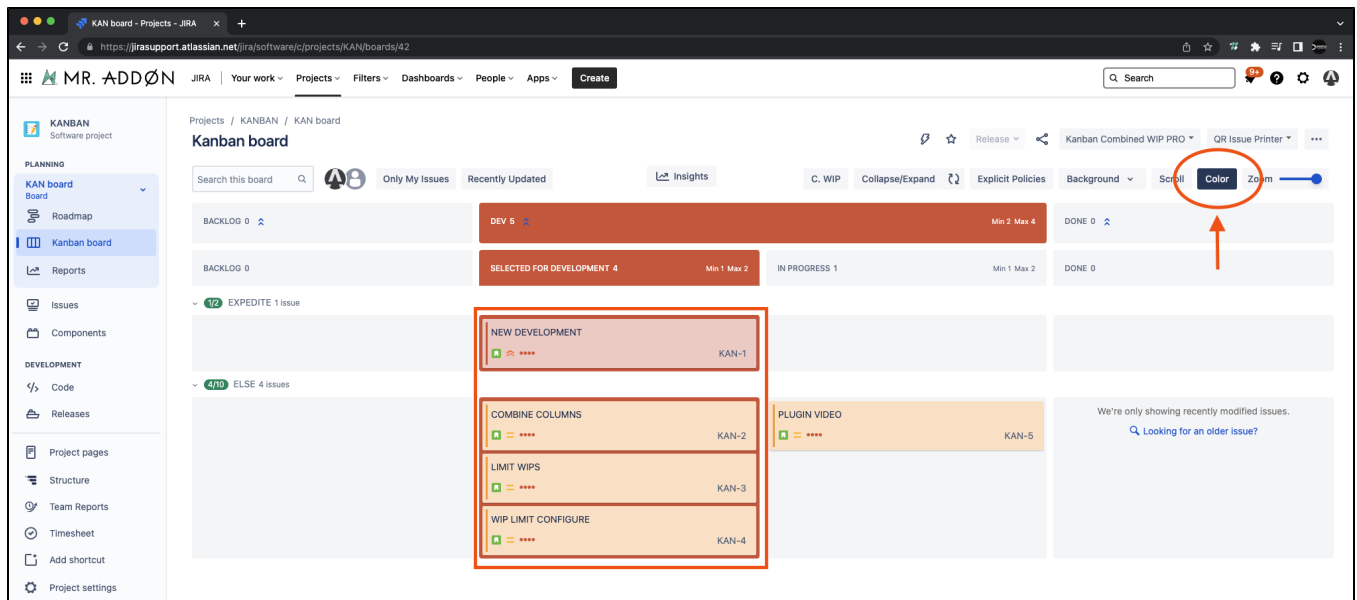 KAN board - Projects - JIRA
https://jirasupport.atlassian.net/jira/software/c/projects/KAN/boards/42
MR. ADDØN JIRA Your work Projects Filters Dashboards People Apps Create Search 9+
KANBAN
Software project
PLANNING
KAN board
Board
Roadmap
Kanban board
Reports
Issues
Components
DEVELOPMENT
Code
Releases
Project pages
Structure
Team Reports
Timesheet
Add shortcut
Project settings
Projects / KANBAN / KAN board
Kanban board
Release Kanban Combined WIP PRO QR Issue Printer
Search this board Only My Issues Recently Updated Insights C. WIP Collapse/Expand Explicit Policies Background Scroll Color Zoom
BACKLOG 0 DEV 5 Min 2 Max 4 DONE 0
BACKLOG 0 SELECTED FOR DEVELOPMENT 4 Min 1 Max 2 IN PROGRESS 1 Min 1 Max 2 DONE 0
1/2 EXPEDITE 1 issue
NEW DEVELOPMENT
KAN-1
4/10 ELSE 4 issues
COMBINE COLUMNS
KAN-2
LIMIT WIPS
KAN-3
WIP LIMIT CONFIGURE
KAN-4
PLUGIN VIDEO
KAN-5
We're only showing recently modified issues.
Looking for an older issue?